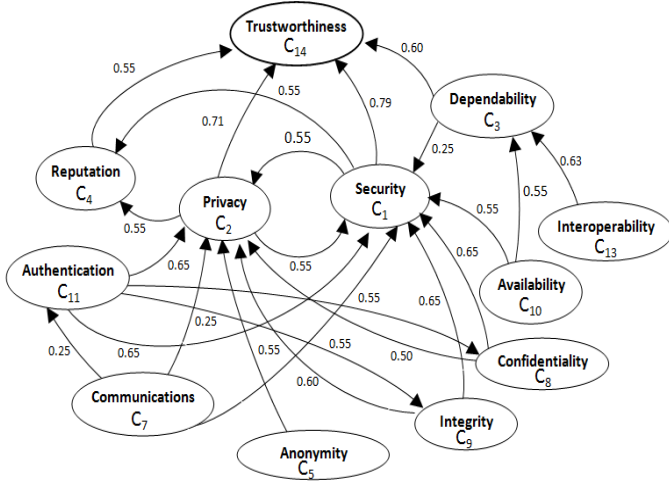 Trustworthiness
C14
0.60
0.55
0.55
0.79
Dependability
C3
0.71
0.55
0.25
0.63
Reputation
C4
Security
C1
0.55
Privacy
C2
0.55
Interoperability
C13
0.55
0.55
0.65
Authentication
C11
0.65
0.55
Availability
C10
0.65
0.25
0.55
0.25
0.65
0.55
0.55
0.50
Confidentiality
C8
0.60
Communications
C7
Integrity
C9
Anonymity
C5